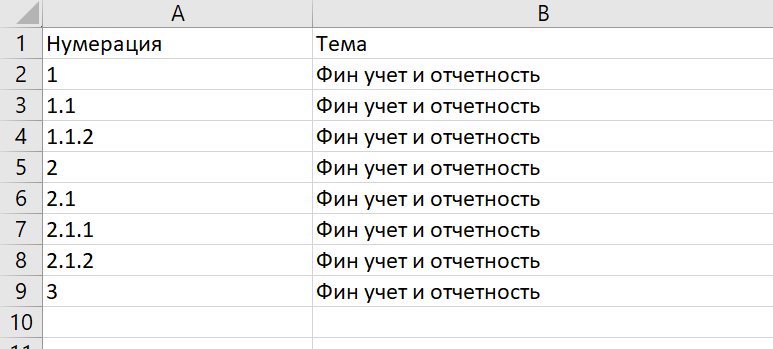 A B
1 Нумерация Тема
2 1 Фин учет и отчетность
3 1.1 Фин учет и отчетность
4 1.1.2 Фин учет и отчетность
5 2 Фин учет и отчетность
6 2.1 Фин учет и отчетность
7 2.1.1 Фин учет и отчетность
8 2.1.2 Фин учет и отчетность
9 3 Фин учет и отчетность
10
11